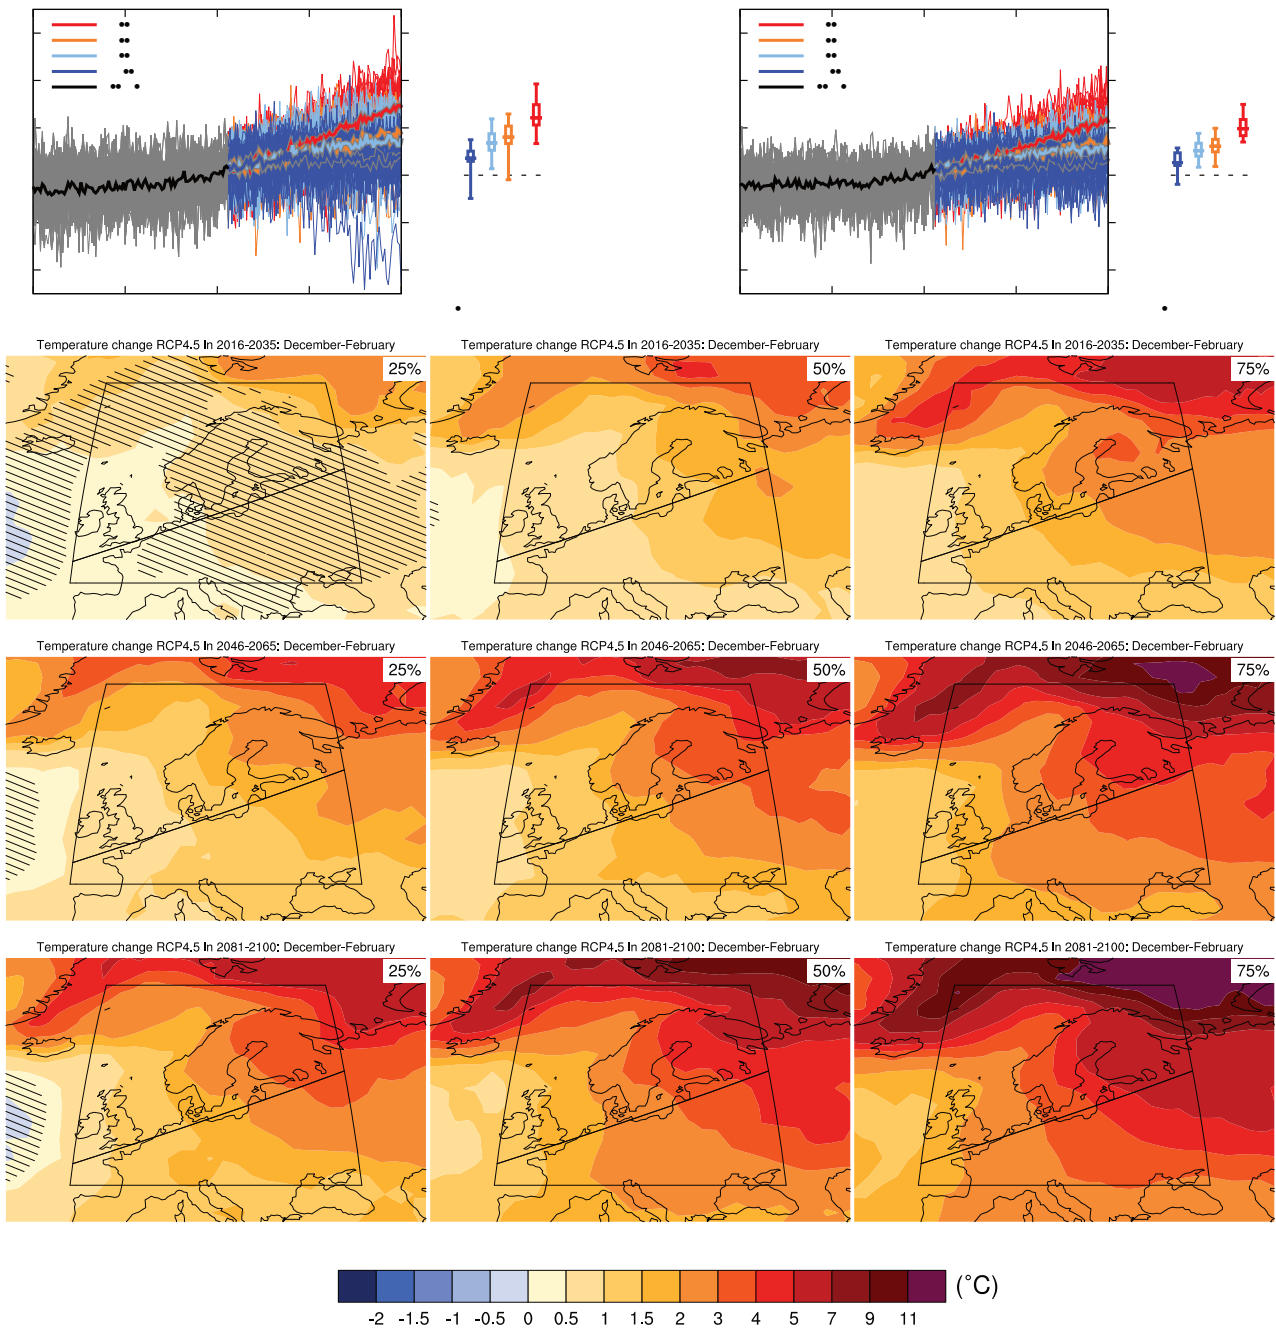 Temperature change RCP4.5 in 2016-2035: December-February
25%
Temperature change RCP4.5 in 2016-2035: December-February
50%
Temperature change RCP4.5 in 2016-2035: December-February
75%
Temperature change RCP4.5 in 2046-2065: December-February
25%
Temperature change RCP4.5 in 2046-2065: December-February
50%
Temperature change RCP4.5 in 2046-2065: December-February
75%
Temperature change RCP4.5 in 2081-2100: December-February
25%
Temperature change RCP4.5 in 2081-2100: December-February
50%
Temperature change RCP4.5 in 2081-2100: December-February
75%
(°C)
-2 -1.5 -1 -0.5 0 0.5 1 1.5 2 3 4 5 7 9 11